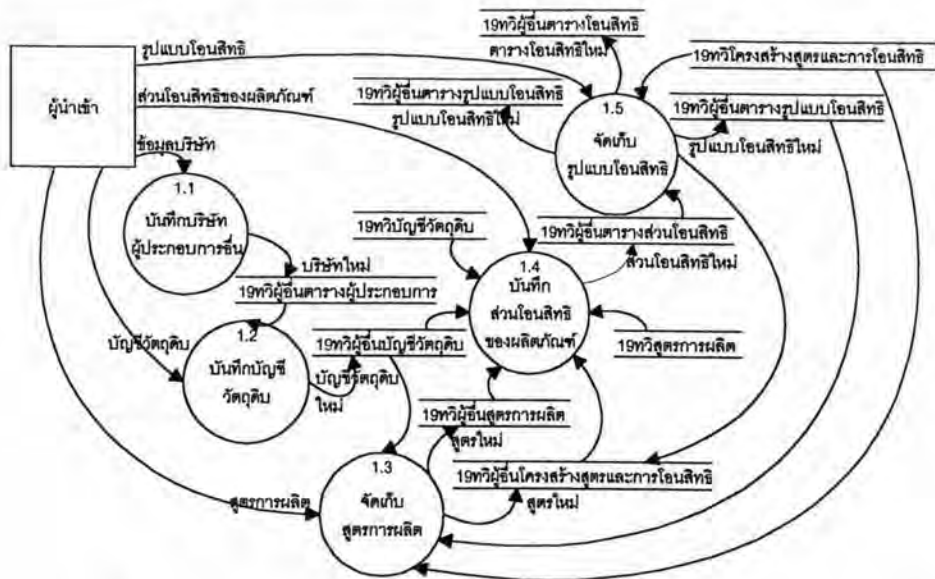 19ทวิผู้อื่นตารางโอนสิทธิ
ตารางโอนสิทธิใหม่
รูปแบบโอนสิทธิ
19ทวิโครงสร้างสูตรและการโอนสิทธิ
ผู้นำเข้า
ส่วนโอนสิทธิของผลิตภัณฑ์
19ทวิผู้อื่นตารางรูปแบบโอนสิทธิ
รูปแบบโอนสิทธิใหม่
1.5
จัดเก็บ
รูปแบบโอนสิทธิ
19ทวิผู้อื่นตารางรูปแบบโอนสิทธิ
รูปแบบโอนสิทธิใหม่
ข้อมูลบริษัท
1.1
บันทึกบริษัท
ผู้ประกอบการอื่น
19ทวิบัญชีวัตถุดิบ
19ทวิผู้อื่นตารางส่วนโอนสิทธิ
ส่วนโอนสิทธิใหม่
บริษัทใหม่
19ทวิผู้อื่นตารางผู้ประกอบการ
1.4
บันทึก
ส่วนโอนสิทธิ
ของผลิตภัณฑ์
บัญชีวัตถุดิบ
1.2
บันทึกบัญชี
วัตถุดิบ
19ทวิผู้อื่นบัญชีวัตถุดิบ
บัญชีวัตถุดิบ
ใหม่
19ทวิสูตรการผลิต
19ทวิผู้อื่นสูตรการผลิต
สูตรใหม่
19ทวิผู้อื่นโครงสร้างสูตรและการโอนสิทธิ
สูตรใหม่
สูตรการผลิต
1.3
จัดเก็บ
สูตรการผลิต